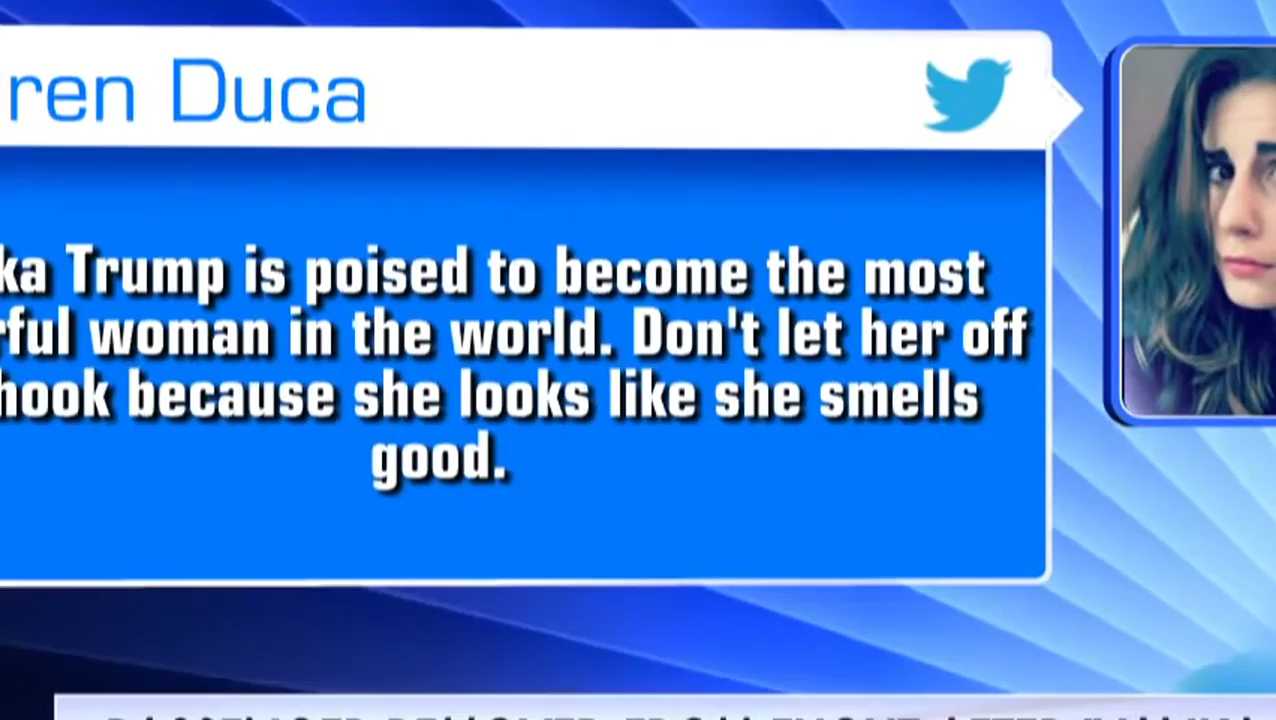 ren Duca
ka Trump is poised to become the most
rful woman in the world. Don't let her off
hook because she looks like she smells
good.